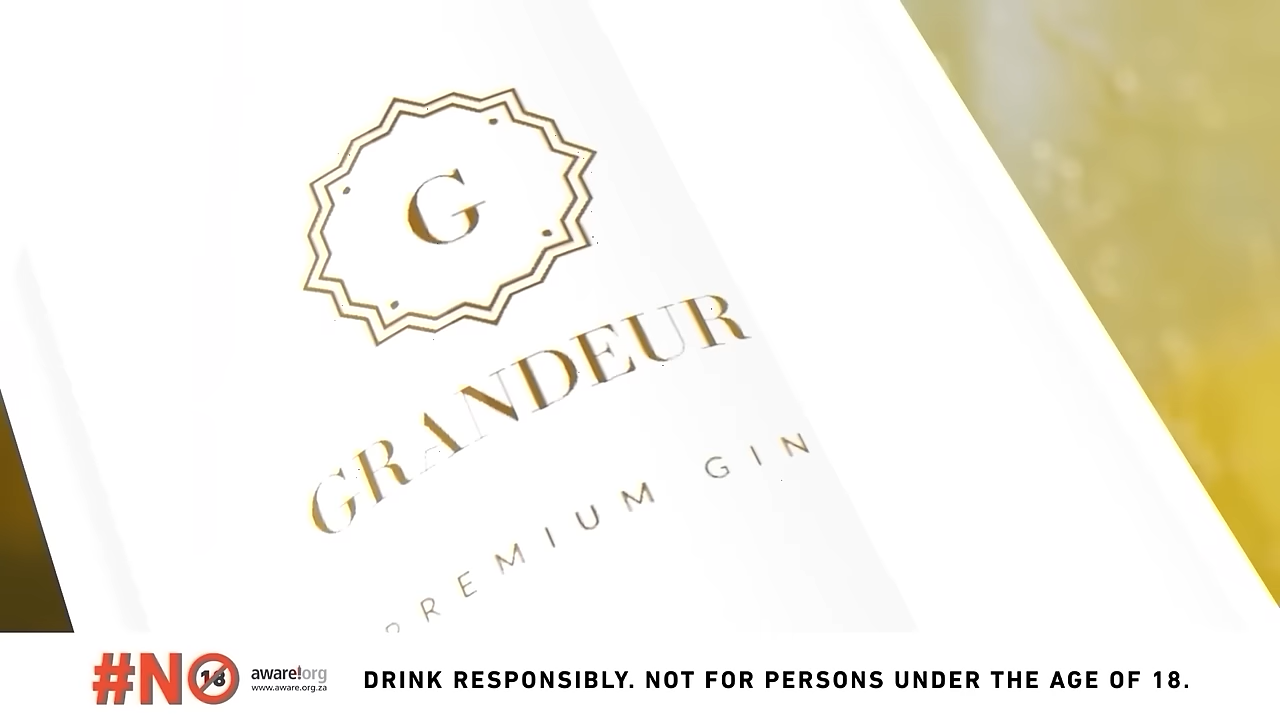 G
GRANDEUR
PREMIUM GIN
#NO 18
aware!org
www.aware.org.za
DRINK RESPONSIBLY. NOT FOR PERSONS UNDER THE AGE OF 18.